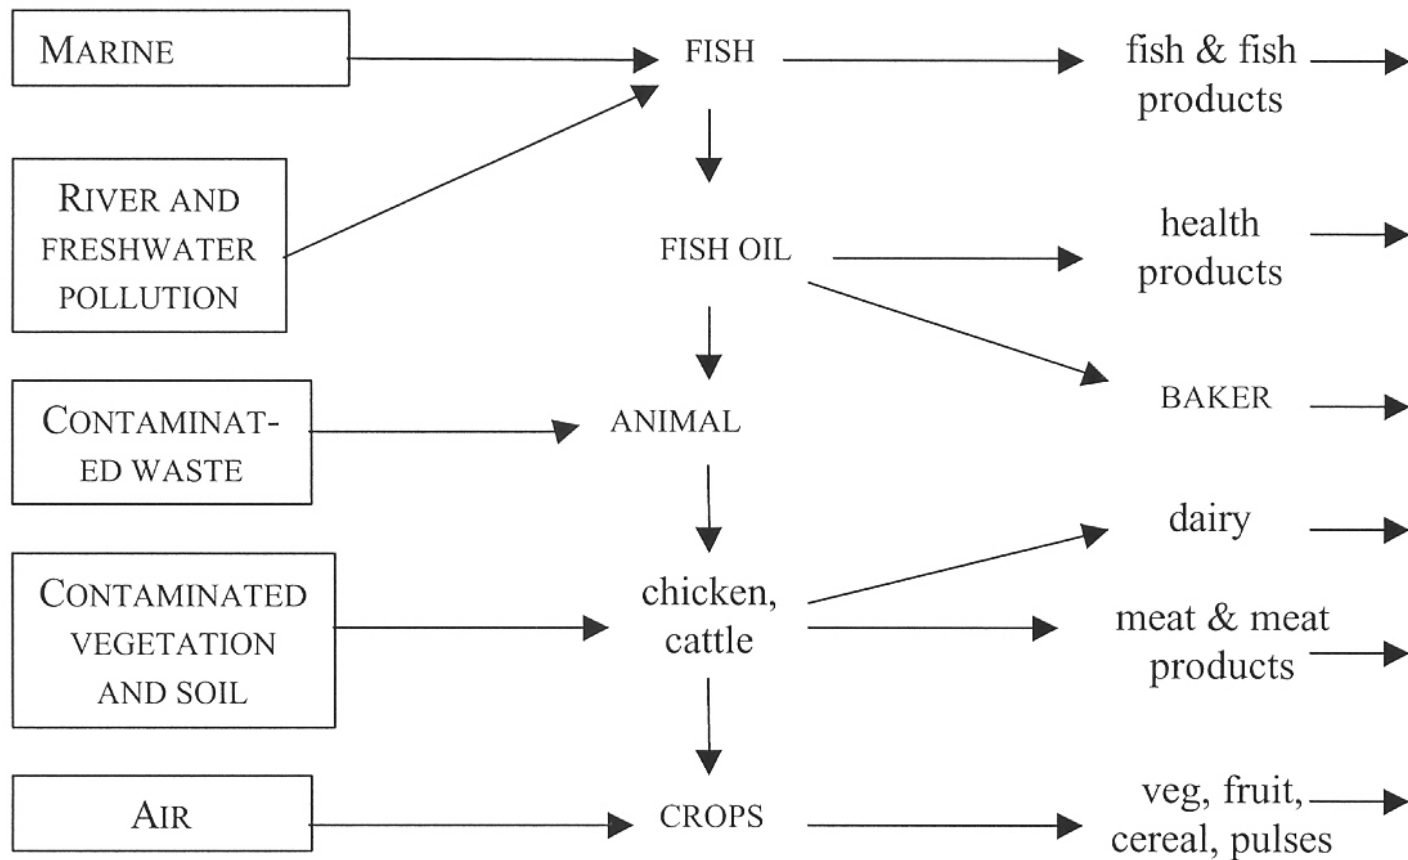 MARINE
FISH
fish & fish
products
RIVER AND
FRESHWATER
POLLUTION
FISH OIL
health
products
BAKER
CONTAMINAT-
ED WASTE
ANIMAL
dairy
CONTAMINATED
VEGETATION
AND SOIL
chicken,
cattle
meat & meat
products
AIR
CROPS
veg, fruit,
cereal, pulses